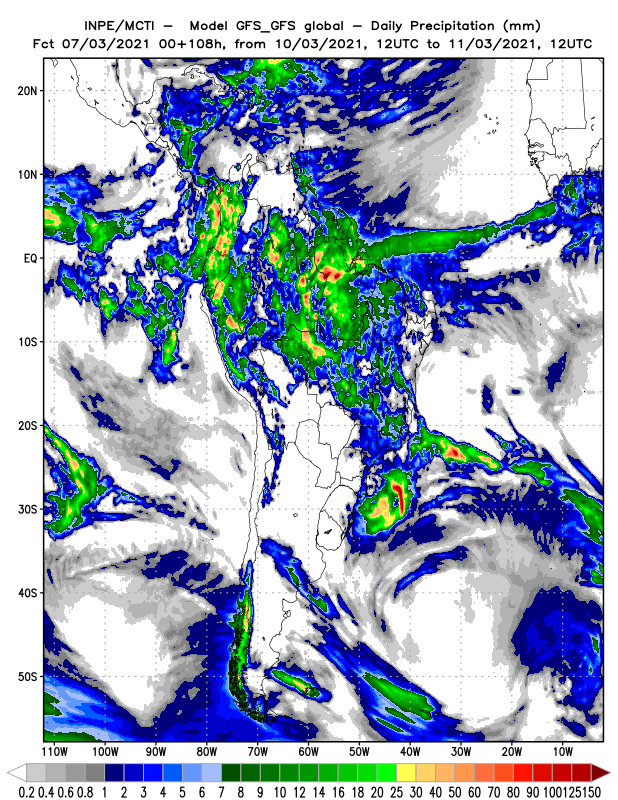 INPE/MCTI – Model GFS_GFS global – Daily Precipitation (mm)
Fct 07/03/2021 00+108h, from 10/03/2021, 12UTC to 11/03/2021, 12UTC
20N
10N
EQ
10S
20S
30S
40S
50S
110W 100W 90W 80W 70W 60W 50W 40W 30W 20W 10W
0.2 0.4 0.6 0.8 1 2 3 4 5 6 7 8 9 10 12 14 16 18 20 25 30 40 50 60 70 80 90 100 125 150